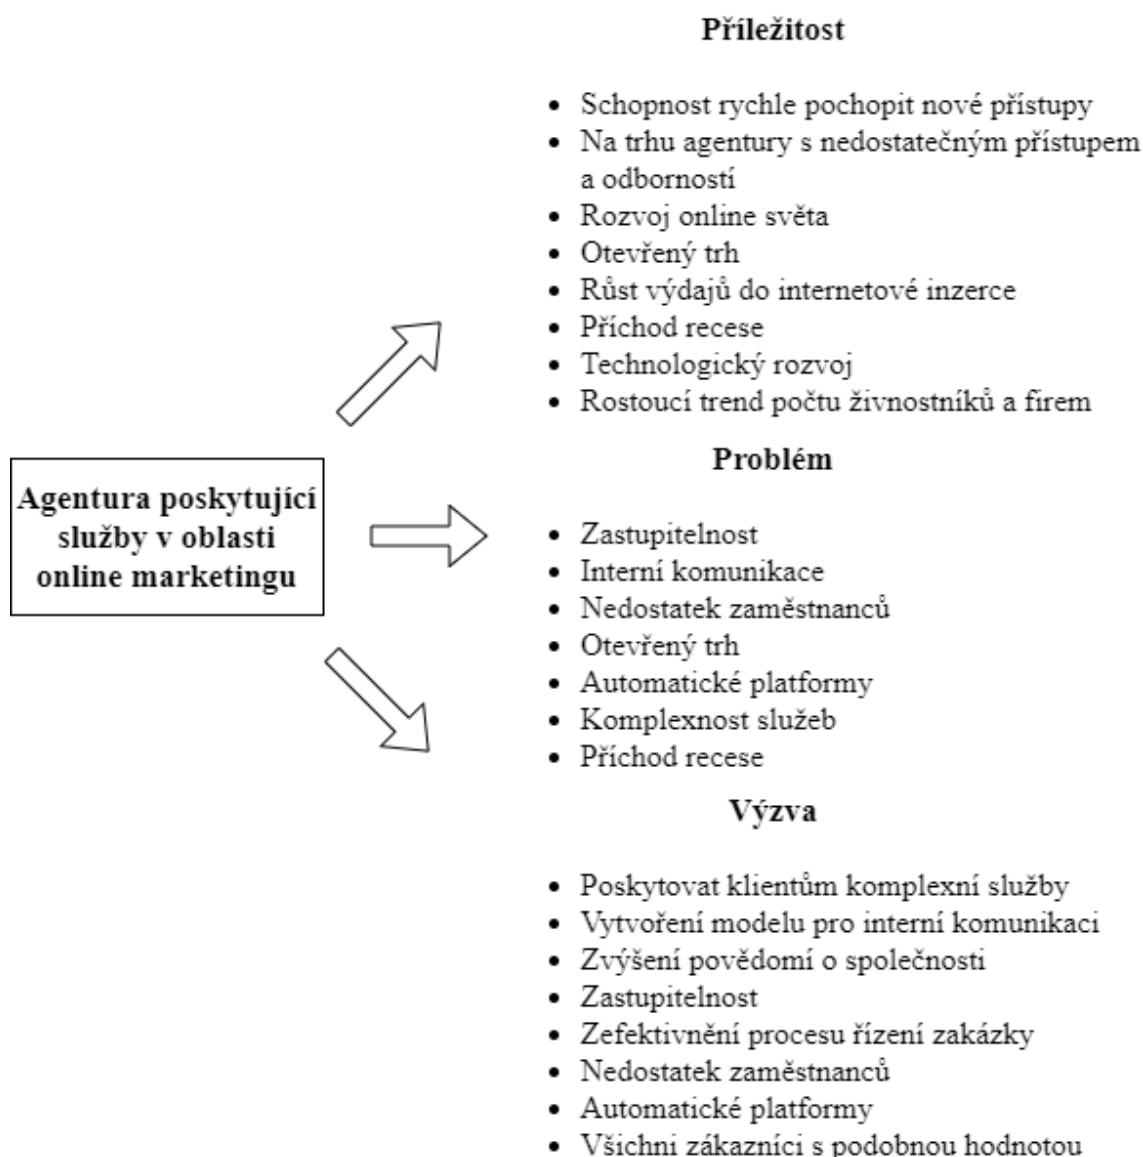 Příležitost
• Schopnost rychle pochopit nové přístupy
• Na trhu agentury s nedostatečným přístupem
a odborností
• Rozvoj online světa
• Otevřený trh
• Růst výdajů do internetové inzerce
• Příchod recese
• Technologický rozvoj
• Rostoucí trend počtu živnostníků a firem
Agentura poskytující
služby v oblasti
online marketingu
Problém
• Zastupitelnost
• Interní komunikace
• Nedostatek zaměstnanců
• Otevřený trh
• Automatické platformy
• Komplexnost služeb
• Příchod recese
Výzva
• Poskytovat klientům komplexní služby
• Vytvoření modelu pro interní komunikaci
• Zvýšení povědomí o společnosti
• Zastupitelnost
• Zefektivnění procesu řízení zakázky
• Nedostatek zaměstnanců
• Automatické platformy
• Všichni zákazníci s podobnou hodnotou